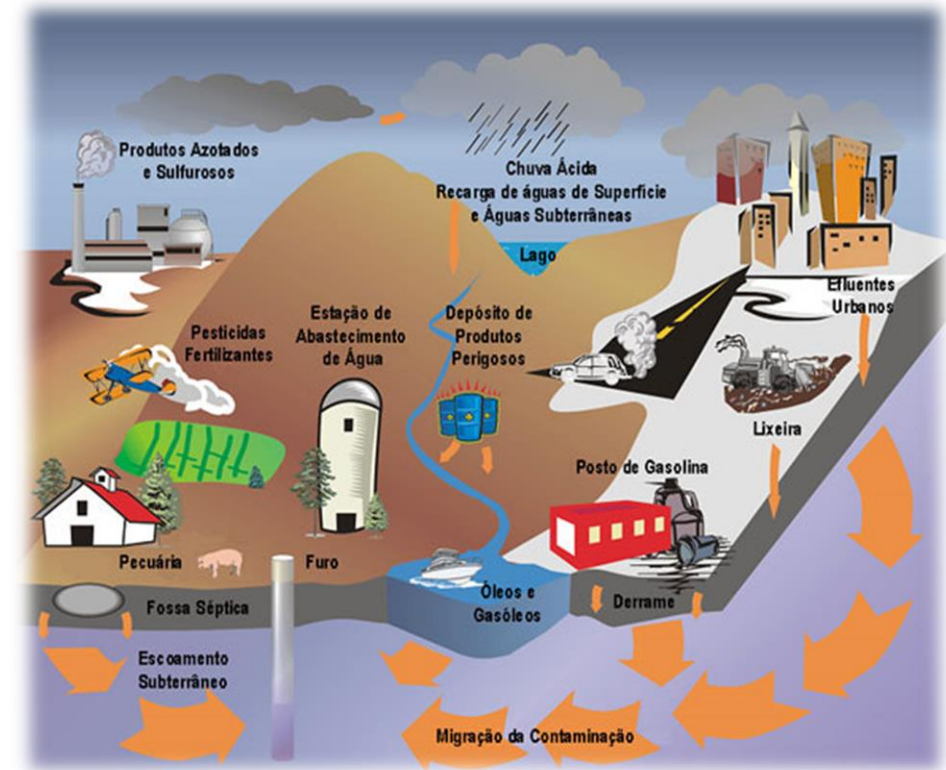 Produtos Azotados
e Sulfurosos
Chuva Ácida
Recarga de águas de Superfície
e Águas Subterrâneas
Lago
Efluentes
Urbanos
Pesticidas
Fertilizantes
Estação de
Abastecimento
de Água
Depósito de
Produtos
Perigosos
Lixeira
Posto de Gasolina
Pecuária
Furo
Fossa Séptica
Óleos e
Gasóleos
Derrame
Escoamento
Subterrâneo
Migração da Contaminação